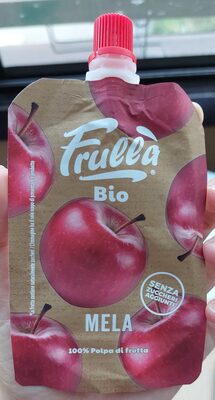 Frullà
Bio
SENZA
ZUCCHERI
AGGIUNTI*
MELA
100% Polpa di frutta